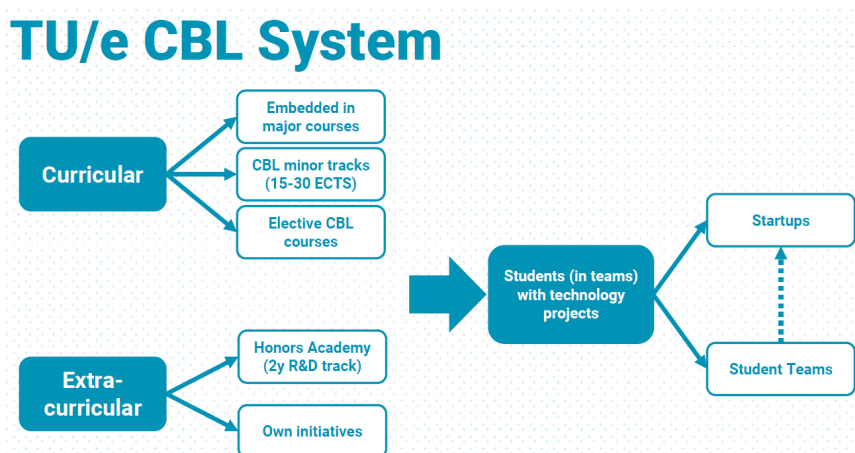 TU/e CBL System
Curricular
Embedded in
major courses
CBL minor tracks
(15-30 ECTS)
Elective CBL
courses
Extra-
curricular
Honors Academy
(2y R&D track)
Own initiatives
Students (in teams)
with technology
projects
Startups
Student Teams